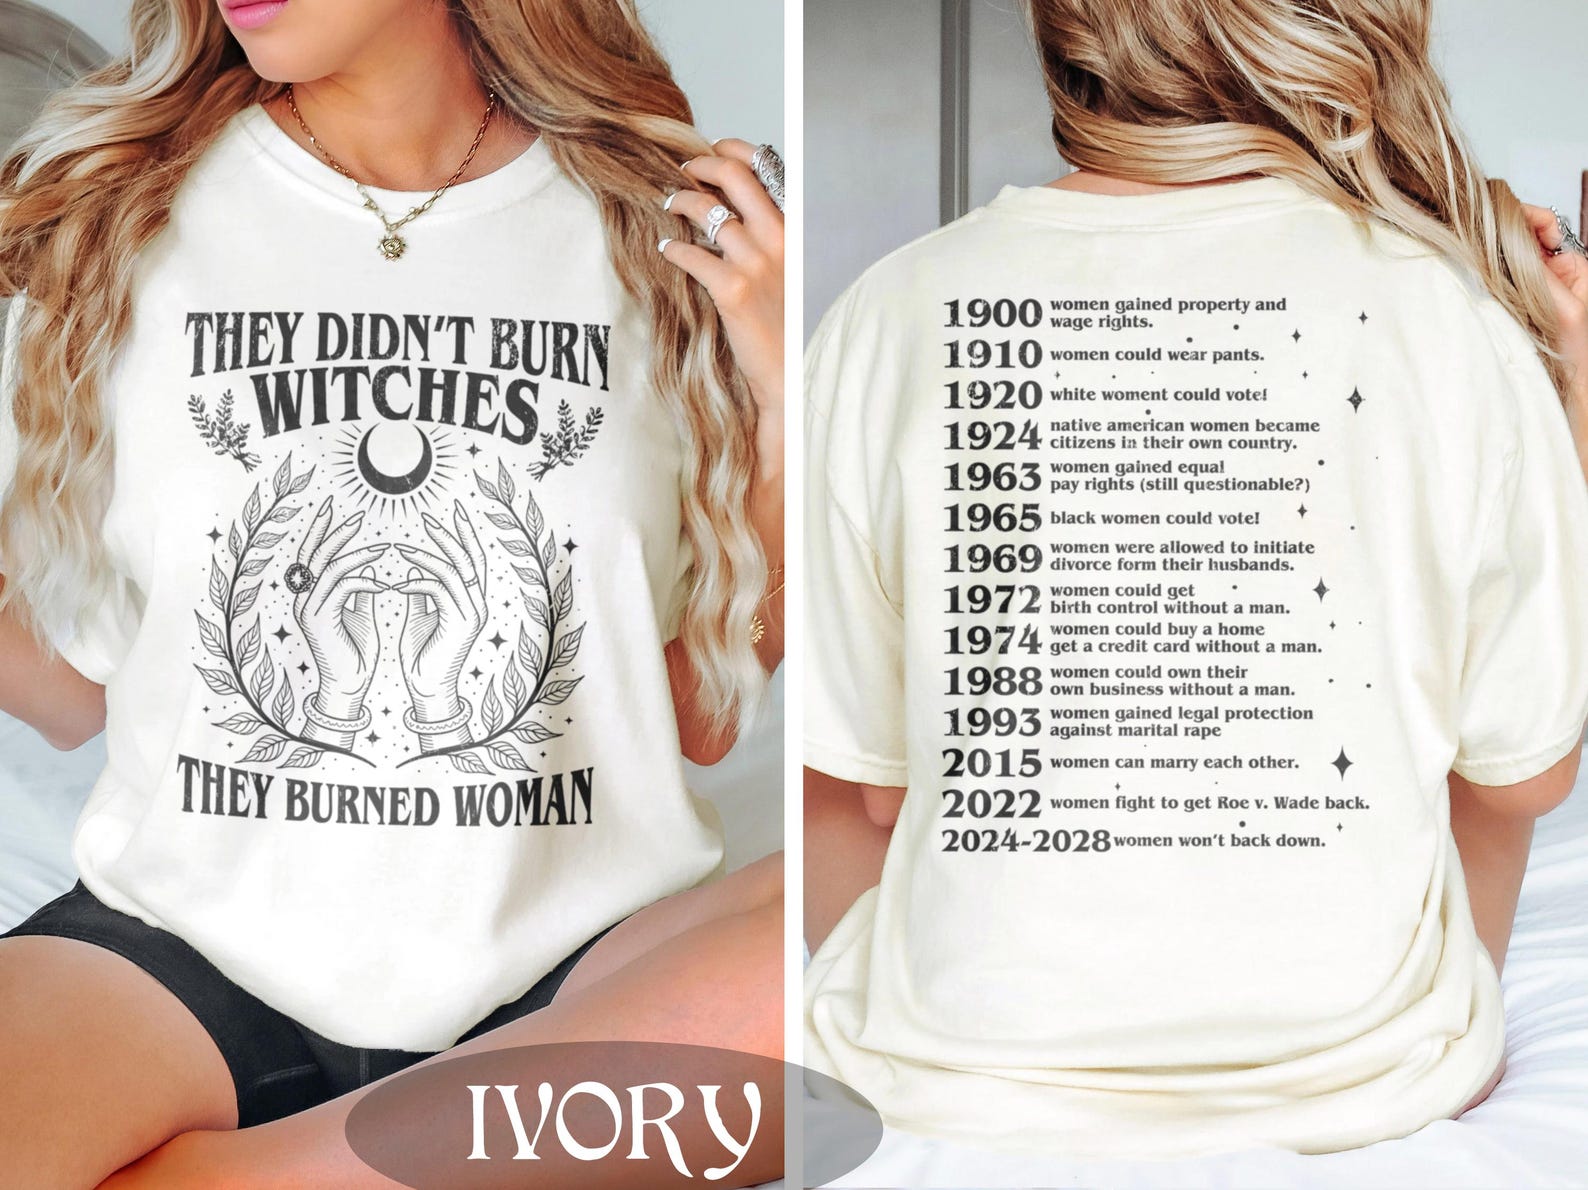 THEY DIDN'T BURN
WITCHES
THEY BURNED WOMAN
IVORY
1900 women gained property and
wage rights.
1910 women could wear pants.
1920 white woment could vote!
1924 native american women became
citizens in their own country.
1963 women gained equal
pay rights (still questionable?)
1965 black women could vote!
1969 women were allowed to initiate
divorce form their husbands.
1972 women could get
birth control without a man.
1974 women could buy a home
get a credit card without a man.
1988 women could own their
own business without a man.
1993 women gained legal protection
against marital rape
2015 women can marry each other.
2022 women fight to get Roe v. Wade back.
2024-2028 women won't back down.